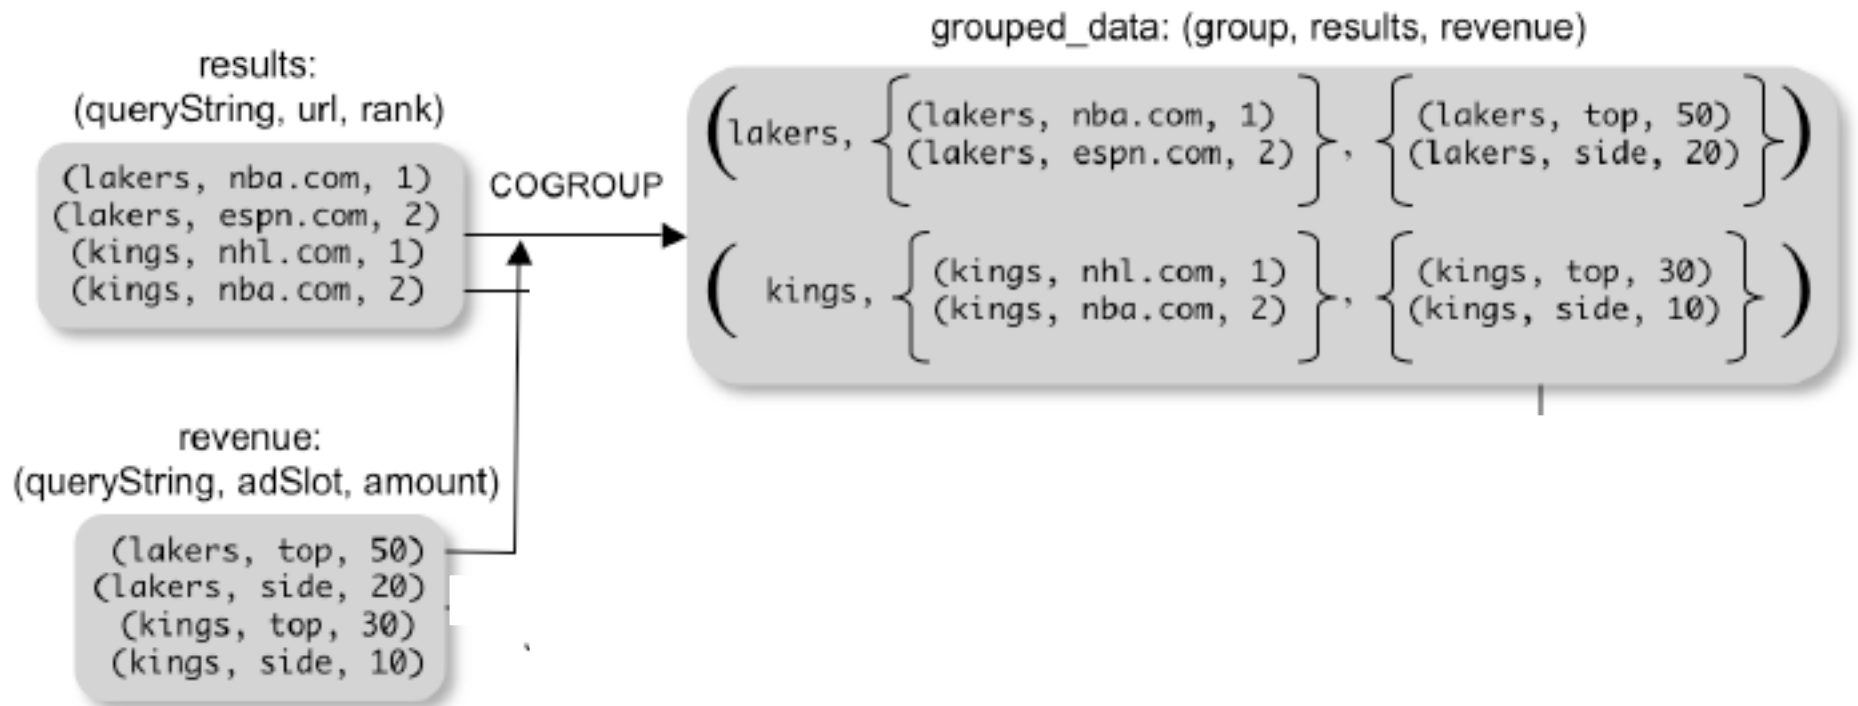 results:
(queryString, url, rank)
(lakers, nba.com, 1)
(lakers, espn.com, 2)
(kings, nhl.com, 1)
(kings, nba.com, 2)
COGROUP
revenue:
(queryString, adSlot, amount)
(lakers, top, 50)
(lakers, side, 20)
(kings, top, 30)
(kings, side, 10)
grouped_data: (group, results, revenue)
(lakers, {(lakers, nba.com, 1)
(lakers, espn.com, 2)}, {(lakers, top, 50)
(lakers, side, 20)})
(kings, {(kings, nhl.com, 1)
(kings, nba.com, 2)}, {(kings, top, 30)
(kings, side, 10)})